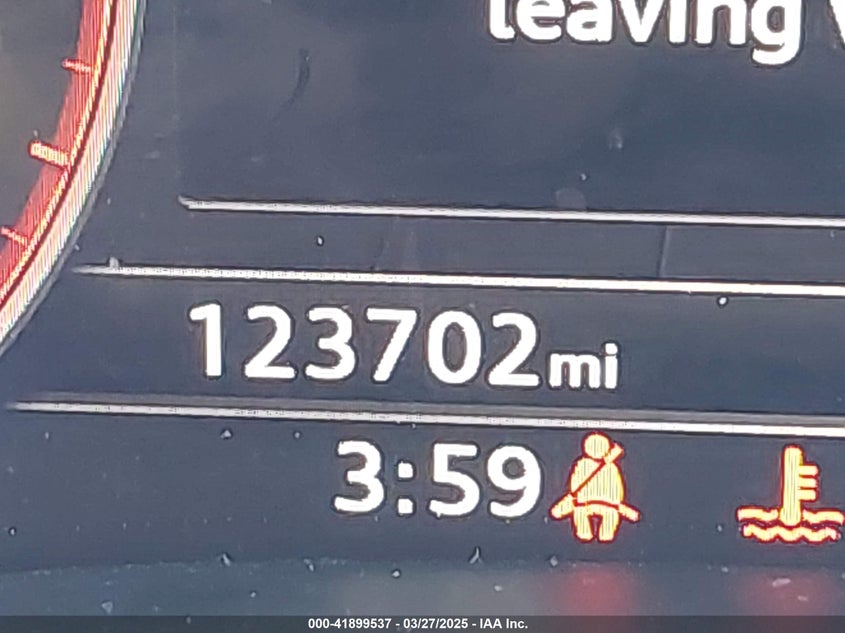 leaving
123702mi
3:59
000-41899537 - 03/27/2025 - IAA Inc.